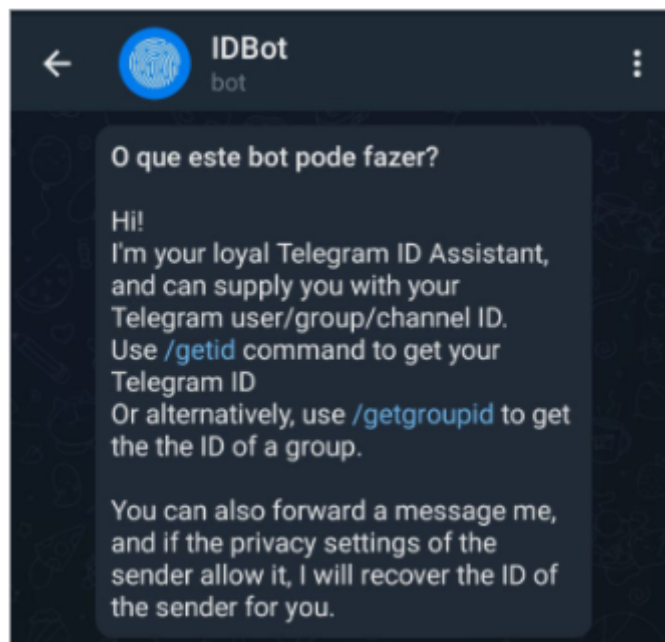 IDBot
bot
O que este bot pode fazer?
Hi!
I'm your loyal Telegram ID Assistant,
and can supply you with your
Telegram user/group/channel ID.
Use /getid command to get your
Telegram ID
Or alternatively, use /getgroupid to get
the the ID of a group.
You can also forward a message me,
and if the privacy settings of the
sender allow it, I will recover the ID of
the sender for you.